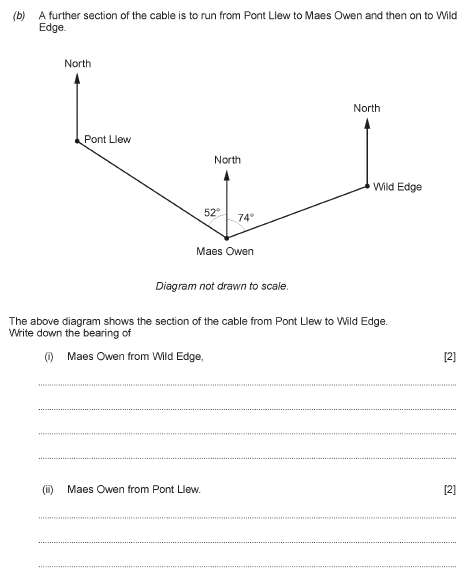 (b) A further section of the cable is to run from Pont Llew to Maes Owen and then on to Wild
Edge.
North
North
Pont Llew
North
Wild Edge
52°
74°
Maes Owen
Diagram not drawn to scale.
The above diagram shows the section of the cable from Pont Llew to Wild Edge.
Write down the bearing of
(i) Maes Owen from Wild Edge, [2]
(ii) Maes Owen from Pont Llew. [2]